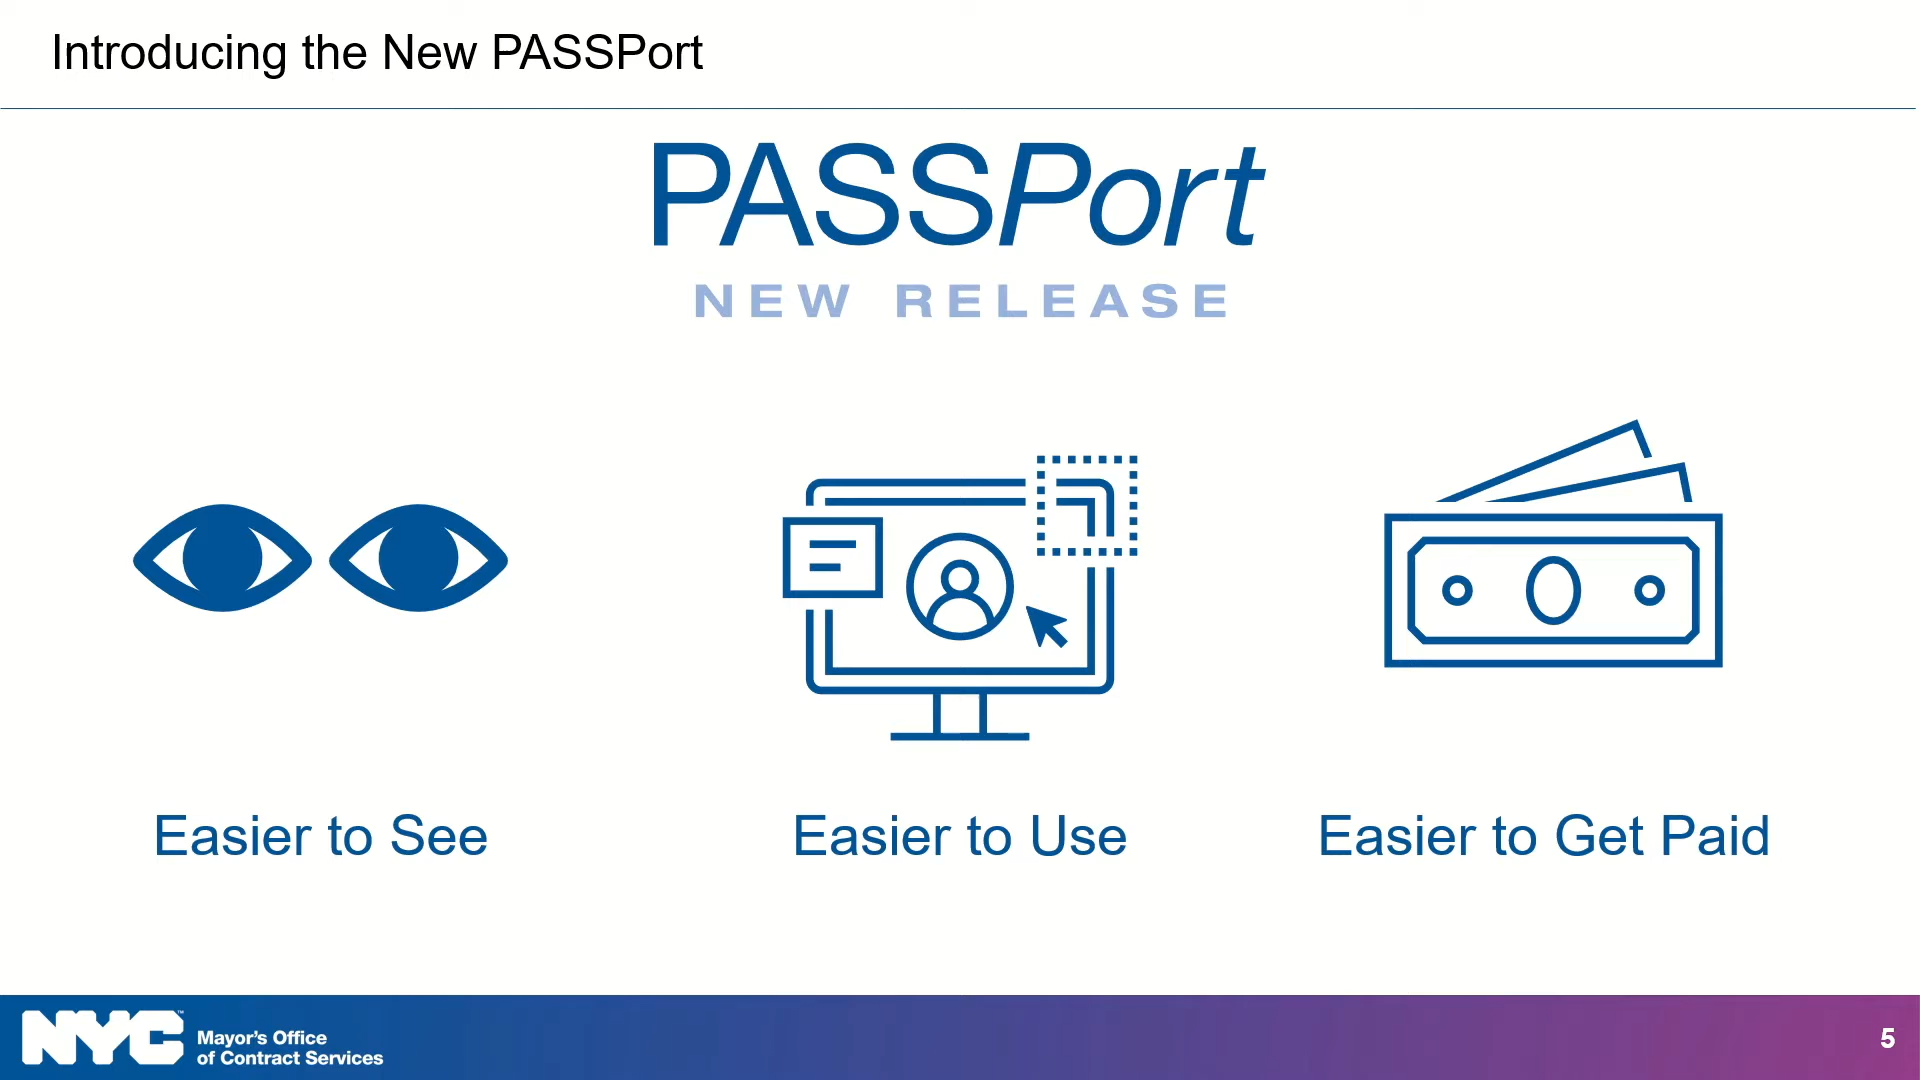 Introducing the New PASSPort
PASSPort
NEW RELEASE
Easier to See
Easier to Use
Easier to Get Paid
NYC™
Mayor's Office
of Contract Services
5